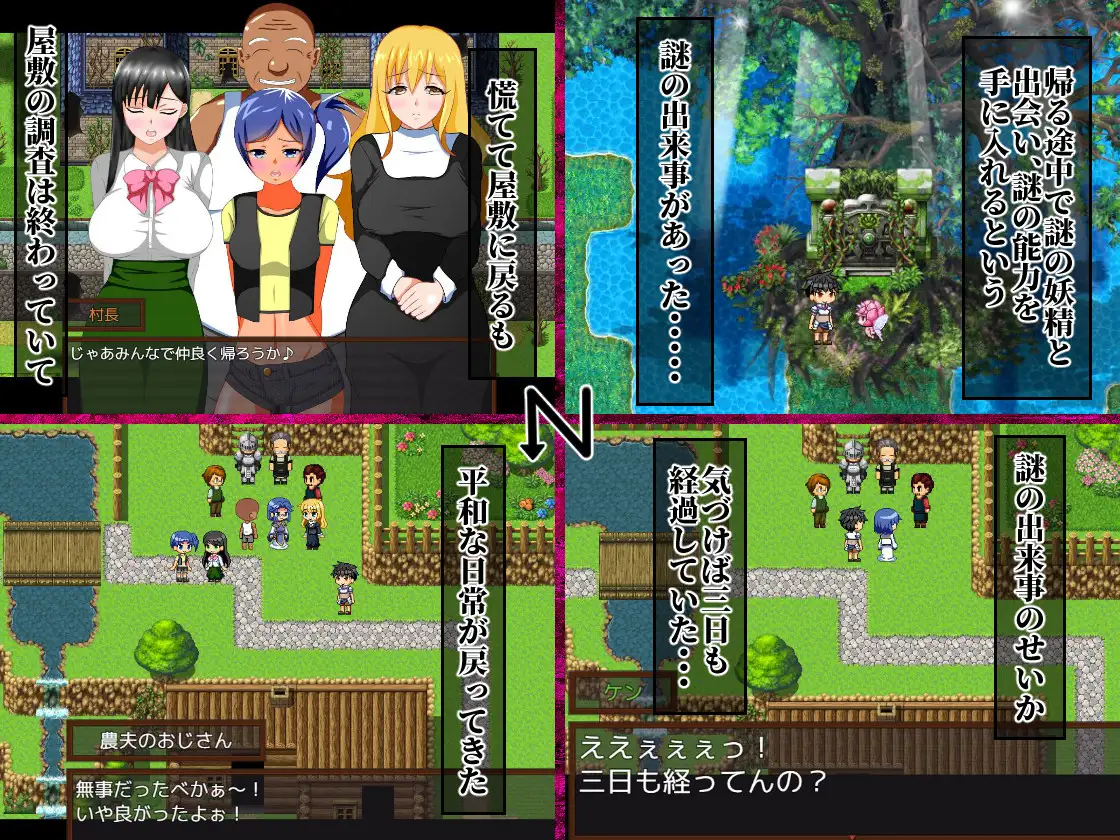 帰る途中で謎の妖精と
出会い、謎の能力を
手に入れるという
謎の出来事があった……
謎の出来事のせいか
気づけば三日も
経過していた…
ケン
ええぇぇぇっ！
三日も経ってんの？
慌てて屋敷に戻るも
屋敷の調査は終わっていて
村長
じゃあみんなで仲良く帰ろうか♪
平和な日常が戻ってきた
農夫のおじさん
無事だったべかぁ～！
いや良がったよぉ！